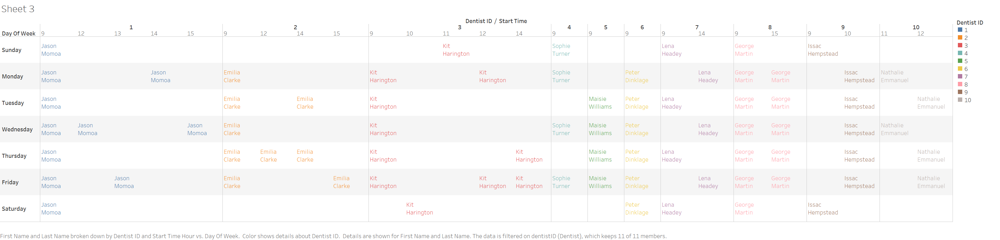 Sheet 3
Dentist ID / Start Time
Dentist ID
1 2 3 4 5 6 7 8 9 10
Day Of Week 9 12 13 14 15 9 12 14 15 9 10 11 12 14 9 9 9 9 14 9 15 9 10 11 12
Sunday
Jason Kit Sophie Lena George Issac
Momoa Harington Turner Headey Martin Hempstead
Monday
Jason Jason Emilia Kit Kit Sophie Peter Lena George George Issac Nathalie
Momoa Momoa Clarke Harington Harington Turner Dinklage Headey Martin Martin Hempstead Emmanuel
Tuesday
Jason Emilia Emilia Kit Maisie Peter Lena George George Issac Nathalie
Momoa Clarke Clarke Harington Williams Dinklage Headey Martin Martin Hempstead Emmanuel
Wednesday
Jason Jason Jason Emilia Kit Sophie Maisie Peter Lena George George Issac Nathalie
Momoa Momoa Momoa Clarke Harington Turner Williams Dinklage Headey Martin Martin Hempstead Emmanuel
Thursday
Jason Emilia Emilia Emilia Kit Kit Maisie Peter Lena George George Issac Nathalie
Momoa Clarke Clarke Clarke Harington Harington Williams Dinklage Headey Martin Martin Hempstead Emmanuel
Friday
Jason Jason Emilia Emilia Kit Kit Kit Sophie Maisie Peter Lena George George Issac Nathalie
Momoa Momoa Clarke Clarke Harington Harington Harington Turner Williams Dinklage Headey Martin Martin Hempstead Emmanuel
Saturday
Jason Kit Peter Lena George Issac
Momoa Harington Dinklage Headey Martin Hempstead
1
2
3
4
5
6
7
8
9
10
First Name and Last Name broken down by Dentist ID and Start Time Hour vs. Day Of Week. Color shows details about Dentist ID. Details are shown for First Name and Last Name. The data is filtered on dentistID (Dentist), which keeps 11 of 11 members.